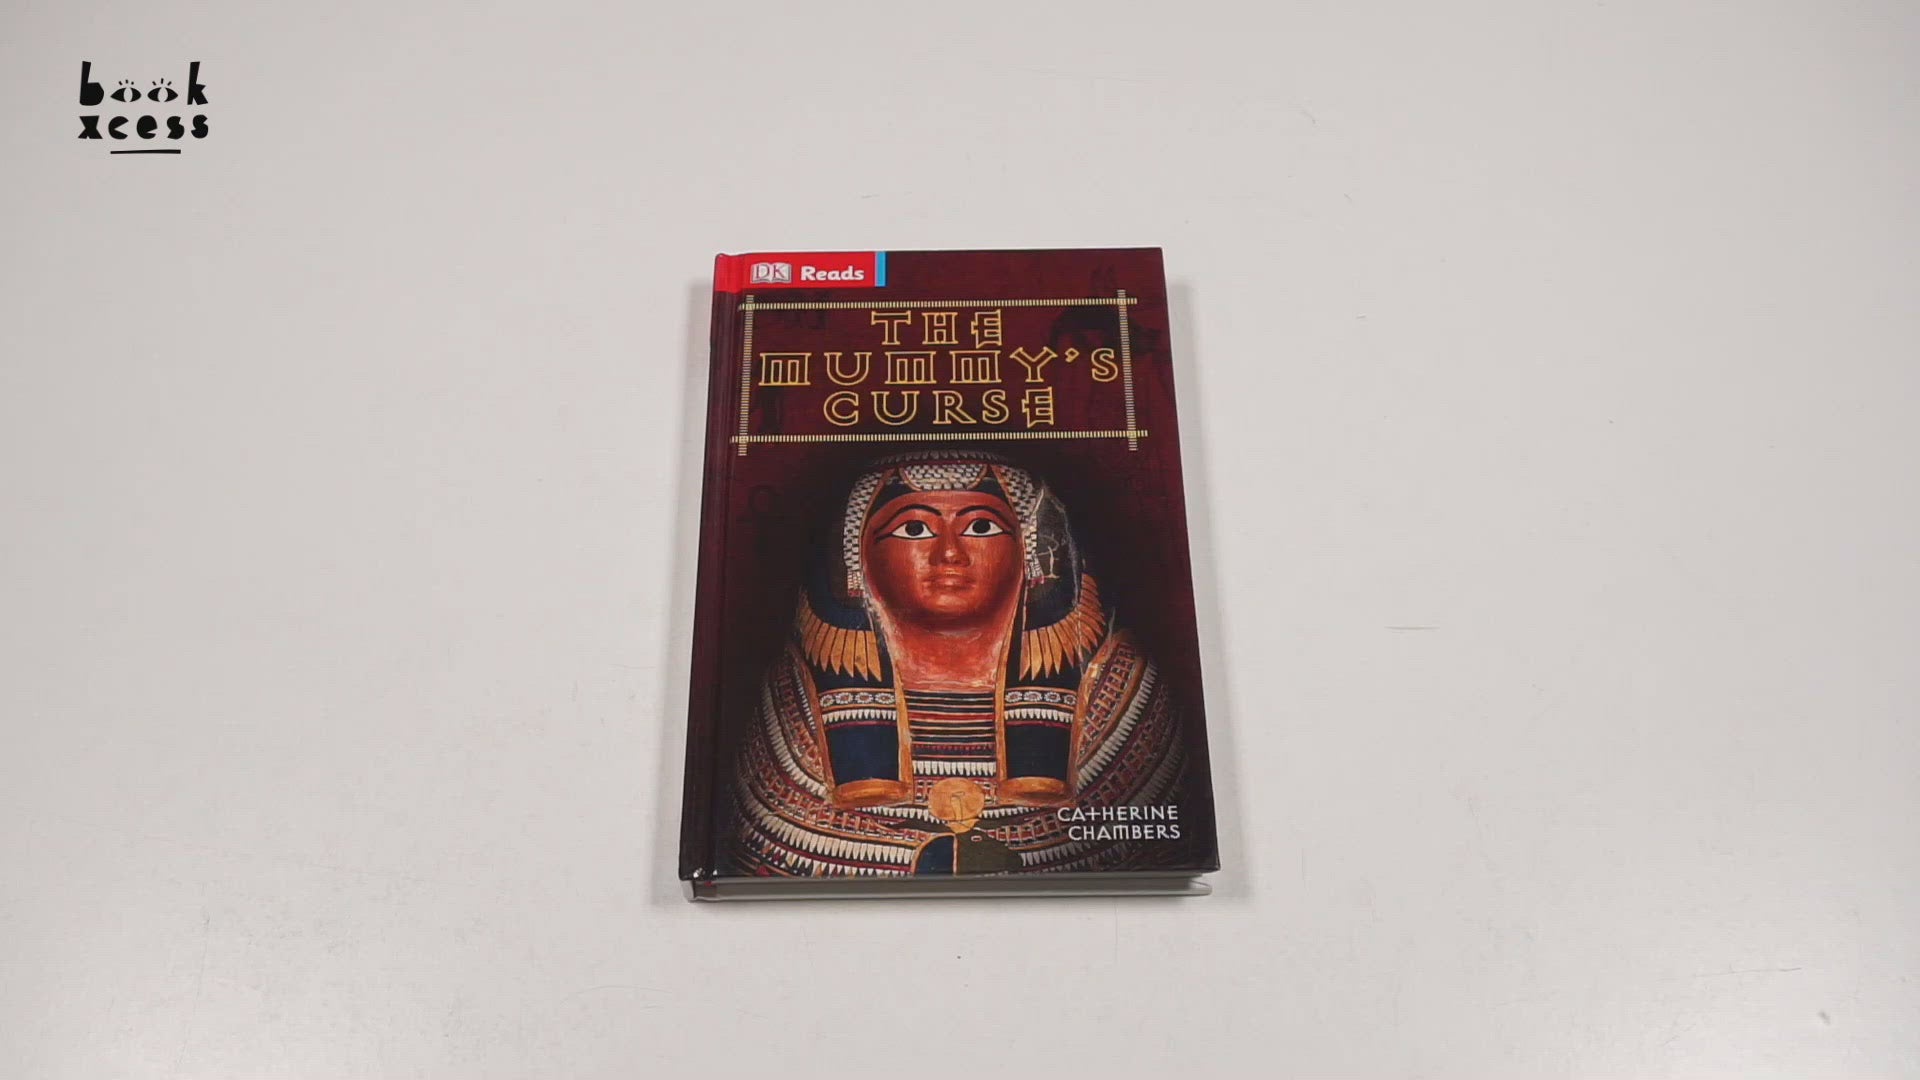 book
xcess
DK Reads
THE
MUMMY'S
CURSE
CATHERINE
CHAMBERS